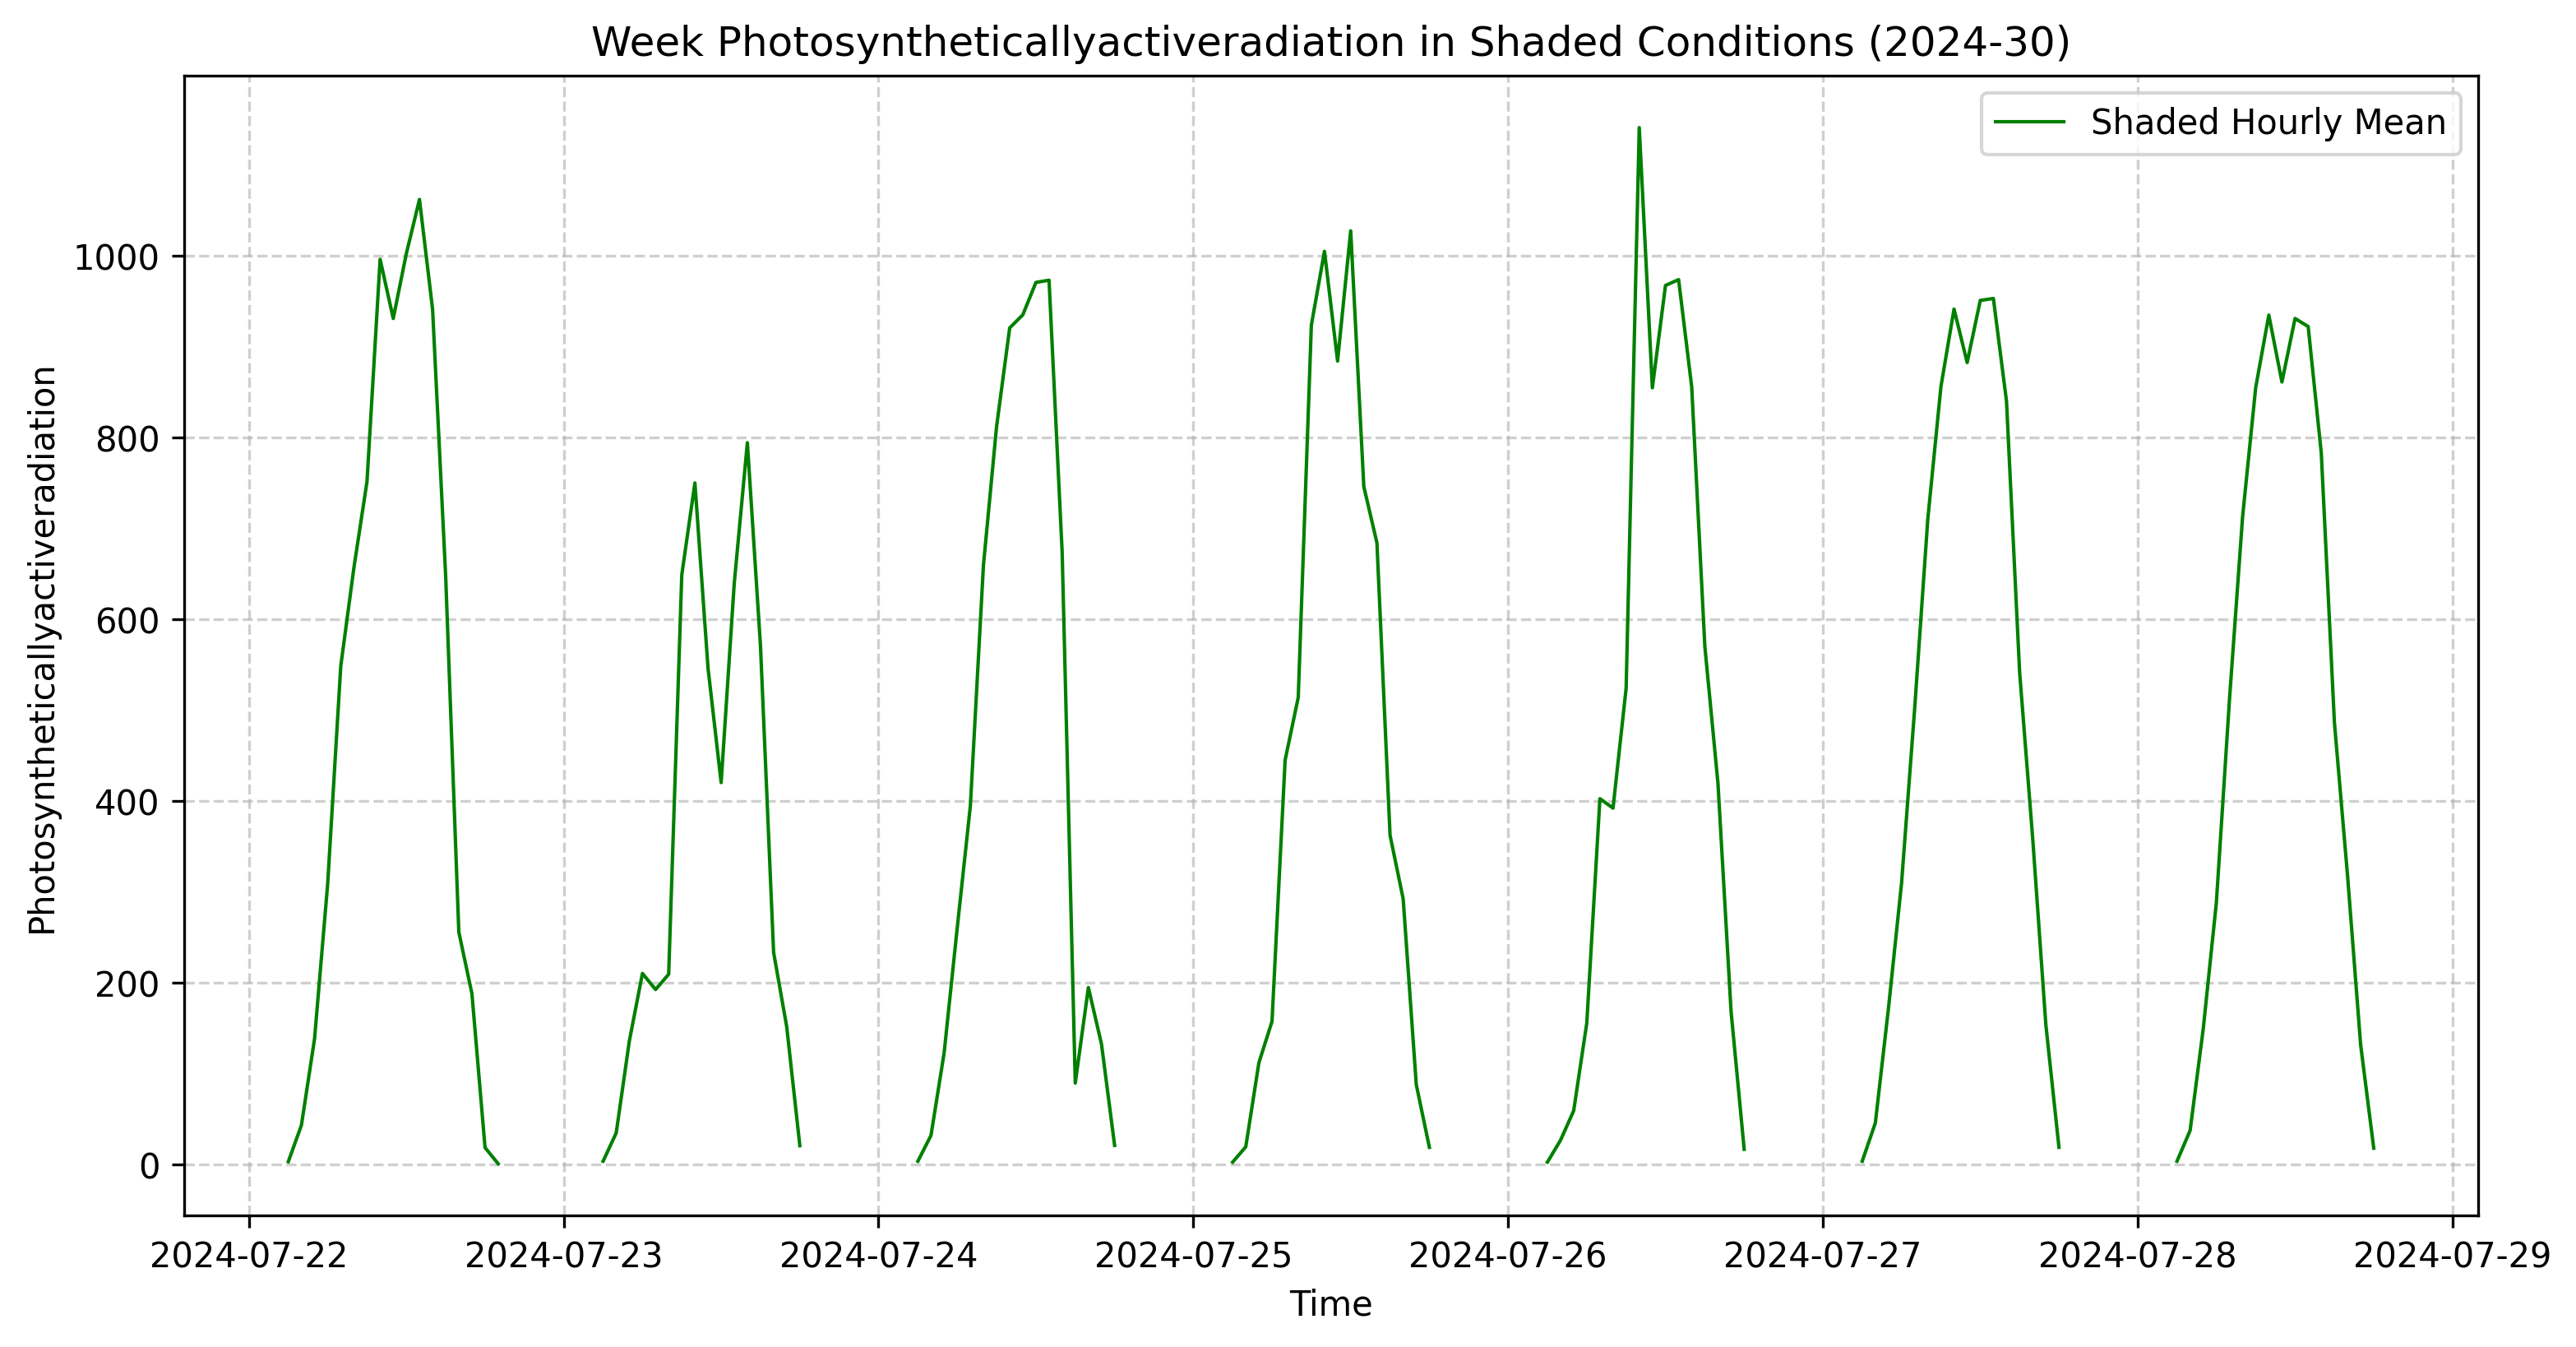 Week Photosyntheticallyactiveradiation in Shaded Conditions (2024-30)
Shaded Hourly Mean
Photosyntheticallyactiveradiation
1000
800
600
400
200
0
2024-07-22 2024-07-23 2024-07-24 2024-07-25 2024-07-26 2024-07-27 2024-07-28 2024-07-29
Time